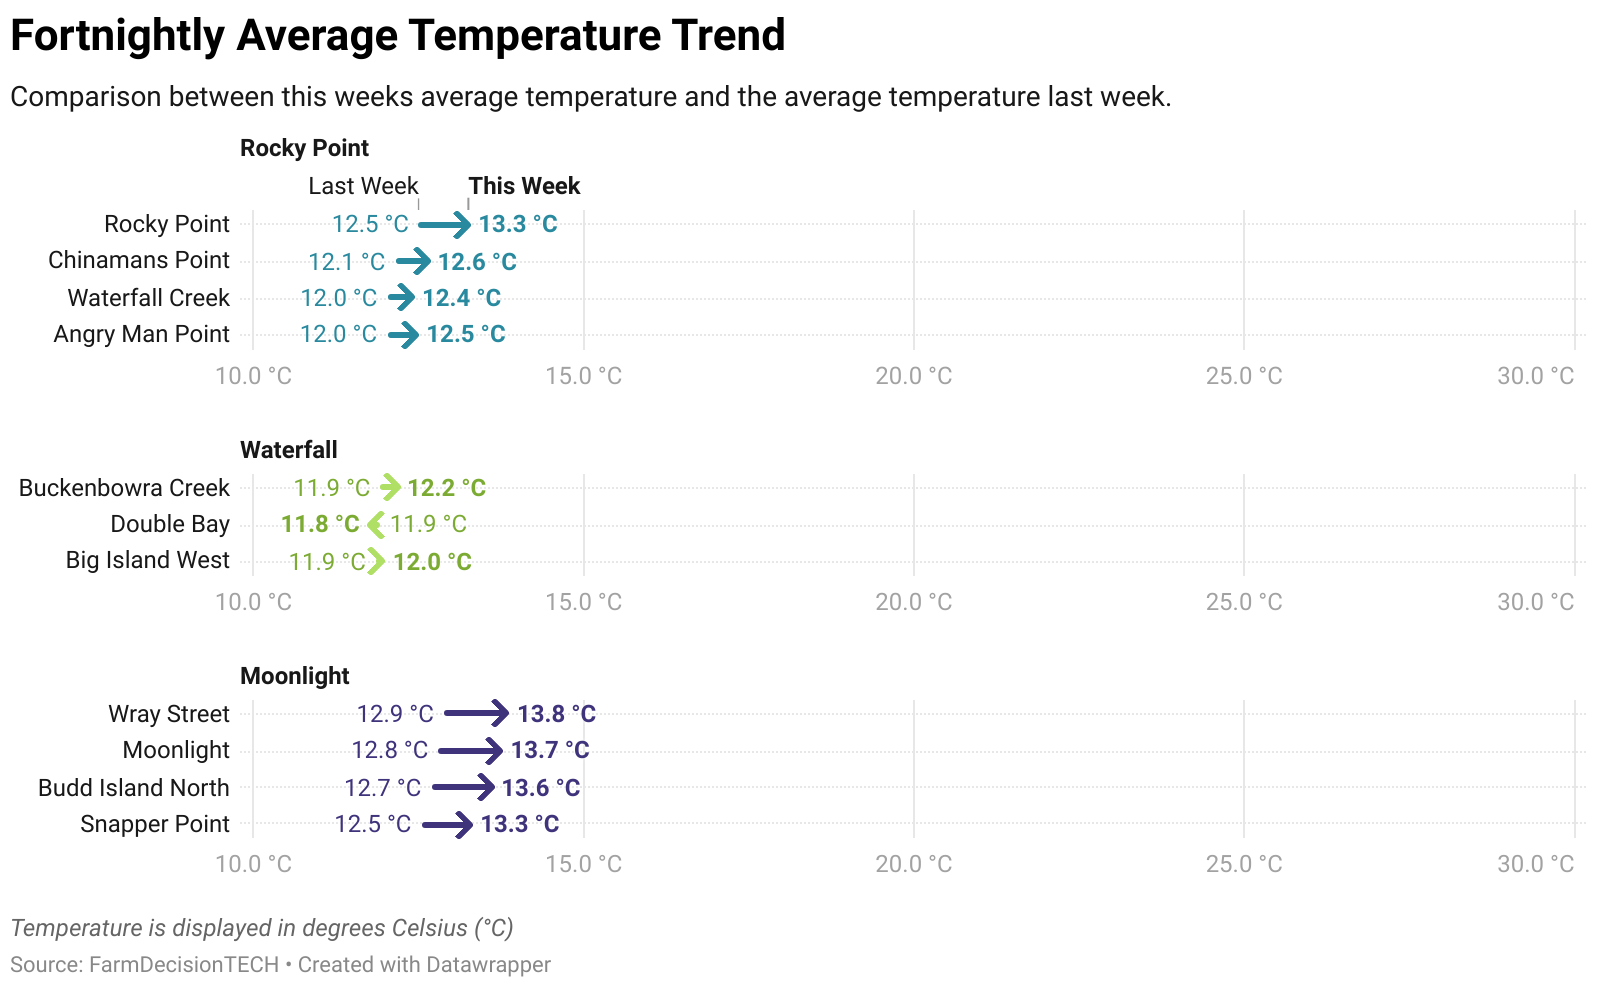 Fortnightly Average Temperature Trend
Comparison between this weeks average temperature and the average temperature last week.
Rocky Point
Last Week This Week
Rocky Point 12.5 °C 13.3 °C
Chinamans Point 12.1 °C 12.6 °C
Waterfall Creek 12.0 °C 12.4 °C
Angry Man Point 12.0 °C 12.5 °C
10.0 °C 15.0 °C 20.0 °C 25.0 °C 30.0 °C
Waterfall
Buckenbowra Creek 11.9 °C 12.2 °C
Double Bay 11.8 °C 11.9 °C
Big Island West 11.9 °C 12.0 °C
10.0 °C 15.0 °C 20.0 °C 25.0 °C 30.0 °C
Moonlight
Wray Street 12.9 °C 13.8 °C
Moonlight 12.8 °C 13.7 °C
Budd Island North 12.7 °C 13.6 °C
Snapper Point 12.5 °C 13.3 °C
10.0 °C 15.0 °C 20.0 °C 25.0 °C 30.0 °C
Temperature is displayed in degrees Celsius (°C)
Source: FarmDecisionTECH • Created with Datawrapper